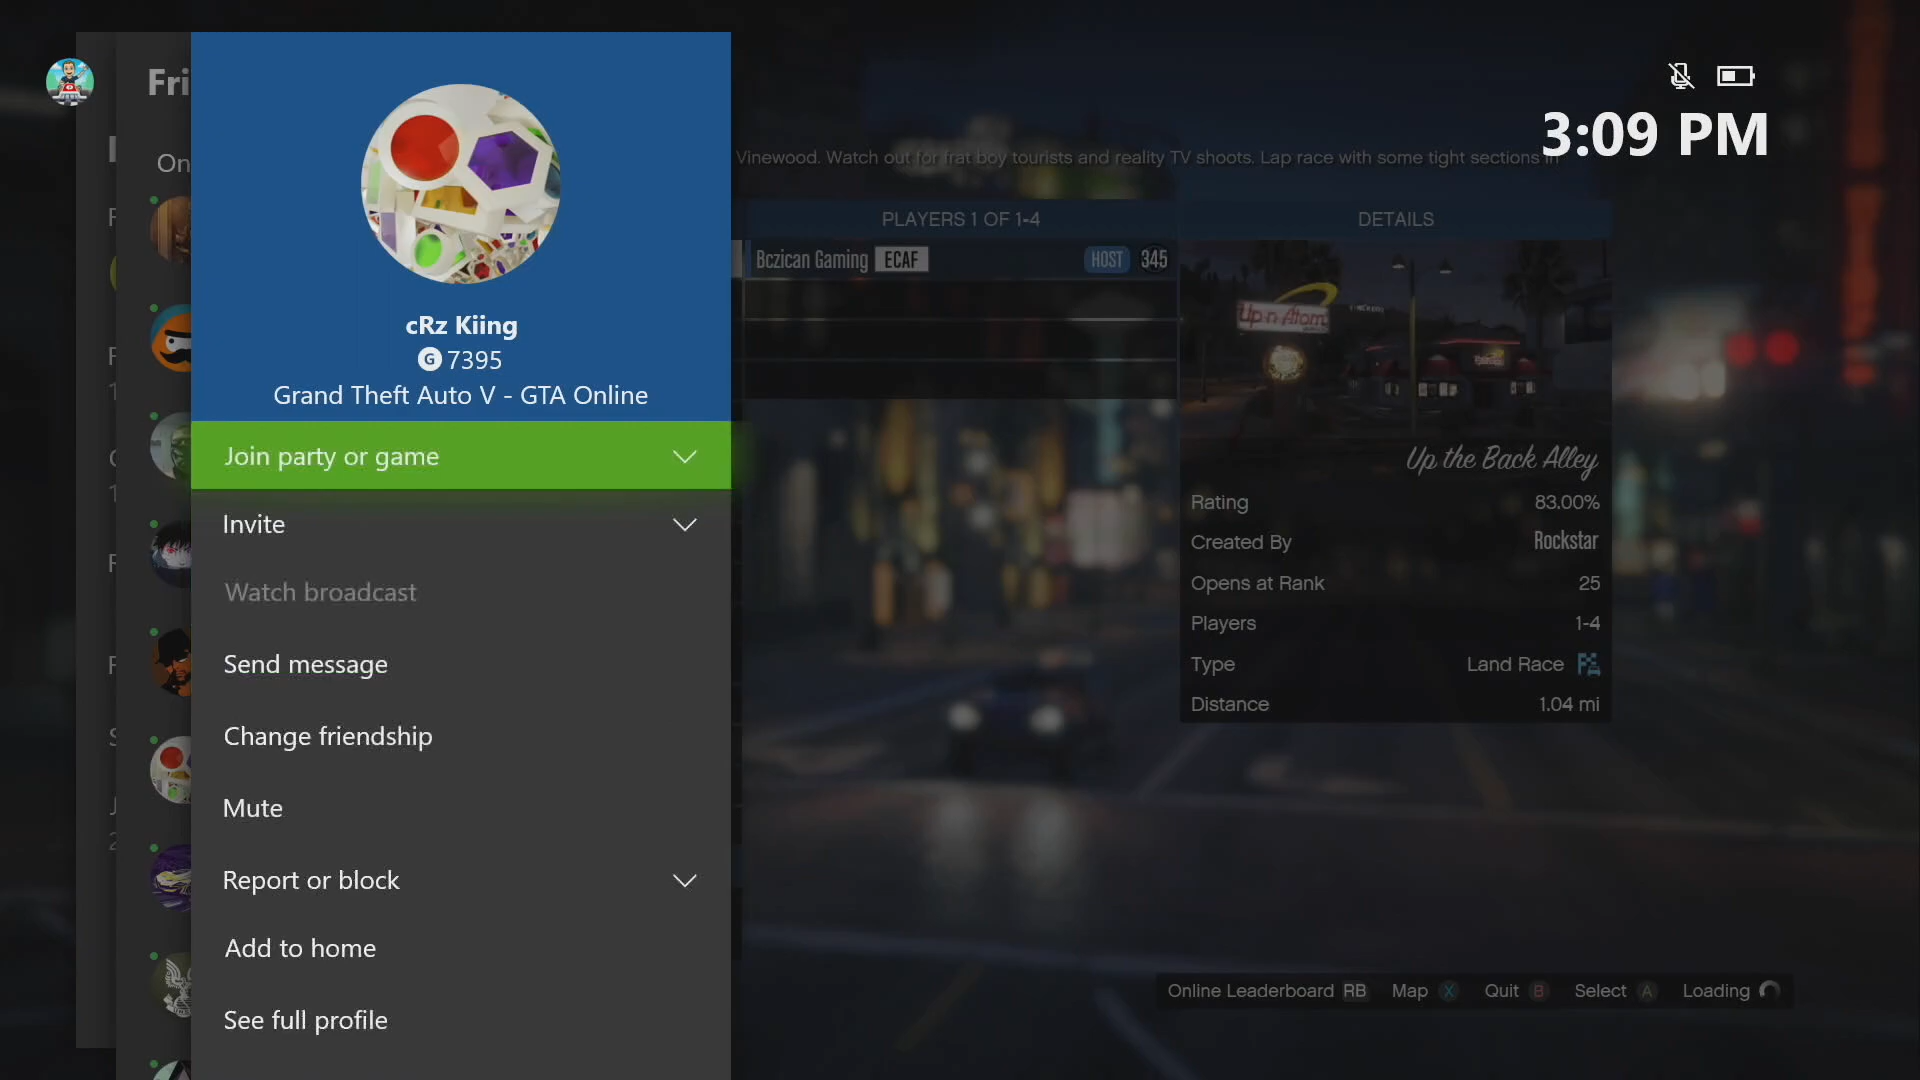 Fri
On
cRz Kiing
G 7395
Grand Theft Auto V - GTA Online
Join party or game
Invite
Watch broadcast
Send message
Change friendship
Mute
Report or block
Add to home
See full profile
3:09 PM
Vinewood. Watch out for frat boy tourists and reality TV shoots. Lap race with some tight sections in
PLAYERS 1 OF 1-4
Bczican Gaming ECAF HOST 345
DETAILS
Up-n-Atom
Up the Back Alley
Rating 83.00%
Created By Rockstar
Opens at Rank 25
Players 1-4
Type Land Race
Distance 1.04 mi
Online Leaderboard RB Map X Quit B Select A Loading